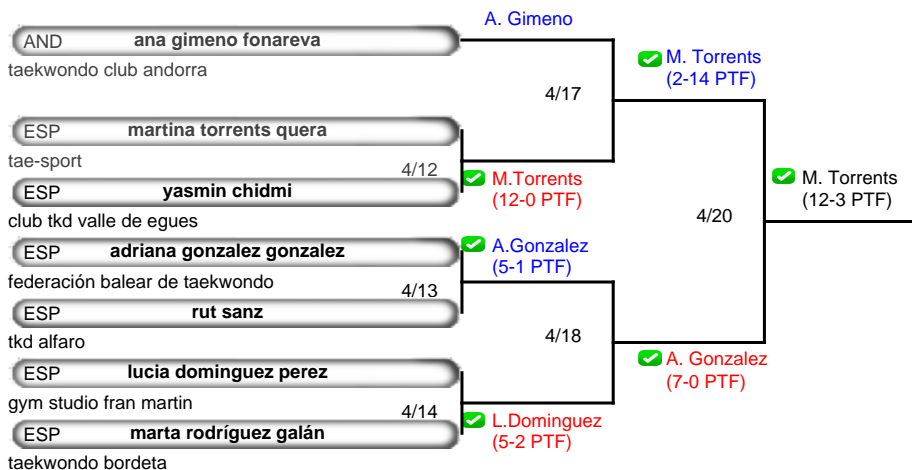 A. Gimeno
AND ana gimeno fonareva
taekwondo club andorra
M. Torrents
(2-14 PTF)
4/17
ESP martina torrents quera
tae-sport
4/12
M.Torrents
(12-0 PTF)
ESP yasmin chidmi
club tkd valle de egues
M. Torrents
(12-3 PTF)
4/20
ESP adriana gonzalez gonzalez
A.Gonzalez
(5-1 PTF)
federación balear de taekwondo
4/13
ESP rut sanz
tkd alfaro
4/18
A. Gonzalez
(7-0 PTF)
ESP lucia dominguez perez
gym studio fran martin
4/14
L.Dominguez
(5-2 PTF)
ESP marta rodríguez galán
taekwondo bordeta